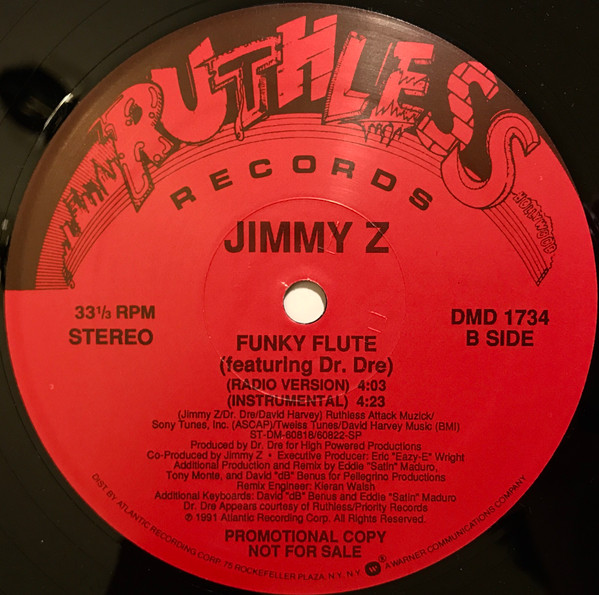 RUTHLESS
HOLLYWOOD
RECORDS
JIMMY Z
33 1/3 RPM
STEREO
DMD 1734
B SIDE
FUNKY FLUTE
(featuring Dr. Dre)
(RADIO VERSION) 4:03
(INSTRUMENTAL) 4:23
(Jimmy Z/Dr. Dre/David Harvey) Ruthless Attack Muzick/
Sony Tunes, Inc. (ASCAP)/Tweiss Tunes/David Harvey Music (BMI)
ST-DM-60818/60822-SP
Produced by Dr. Dre for High Powered Productions
Co-Produced by Jimmy Z • Executive Producer: Eric "Eazy-E" Wright
Additional Production and Remix by Eddie "Satin" Maduro,
Tony Monte, and David "dB" Benus for Pellegrino Productions
Remix Engineer: Kieran Walsh
Additional Keyboards: David "dB" Benus and Eddie "Satin" Maduro
Dr. Dre Appears courtesy of Ruthless/Priority Records
℗ 1991 Atlantic Recording Corp. All Rights Reserved.
PROMOTIONAL COPY
NOT FOR SALE
DIST BY ATLANTIC RECORDING CORP. 75 ROCKEFELLER PLAZA, N.Y., N.Y. W A WARNER COMMUNICATIONS COMPANY